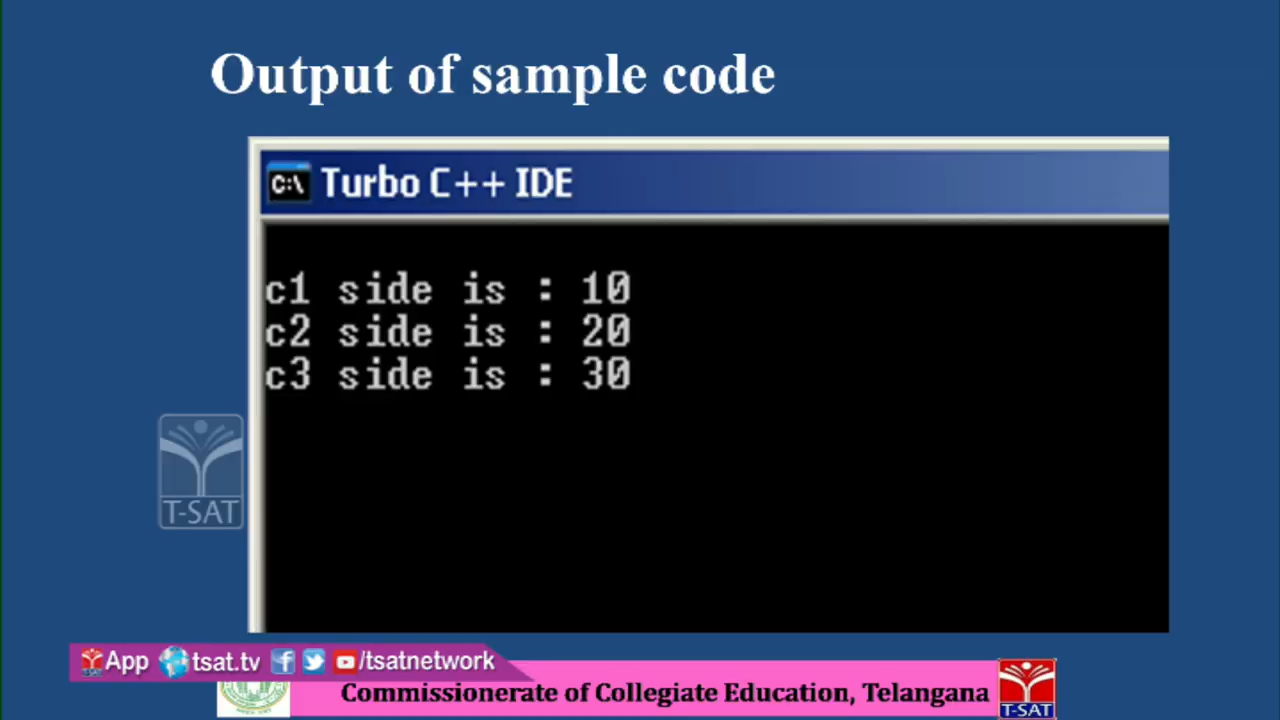 Output of sample code
C:\ Turbo C++ IDE
c1 side is : 10
c2 side is : 20
c3 side is : 30
T-SAT
App tsat.tv /tsatnetwork
Commissionerate of Collegiate Education, Telangana
T-SAT